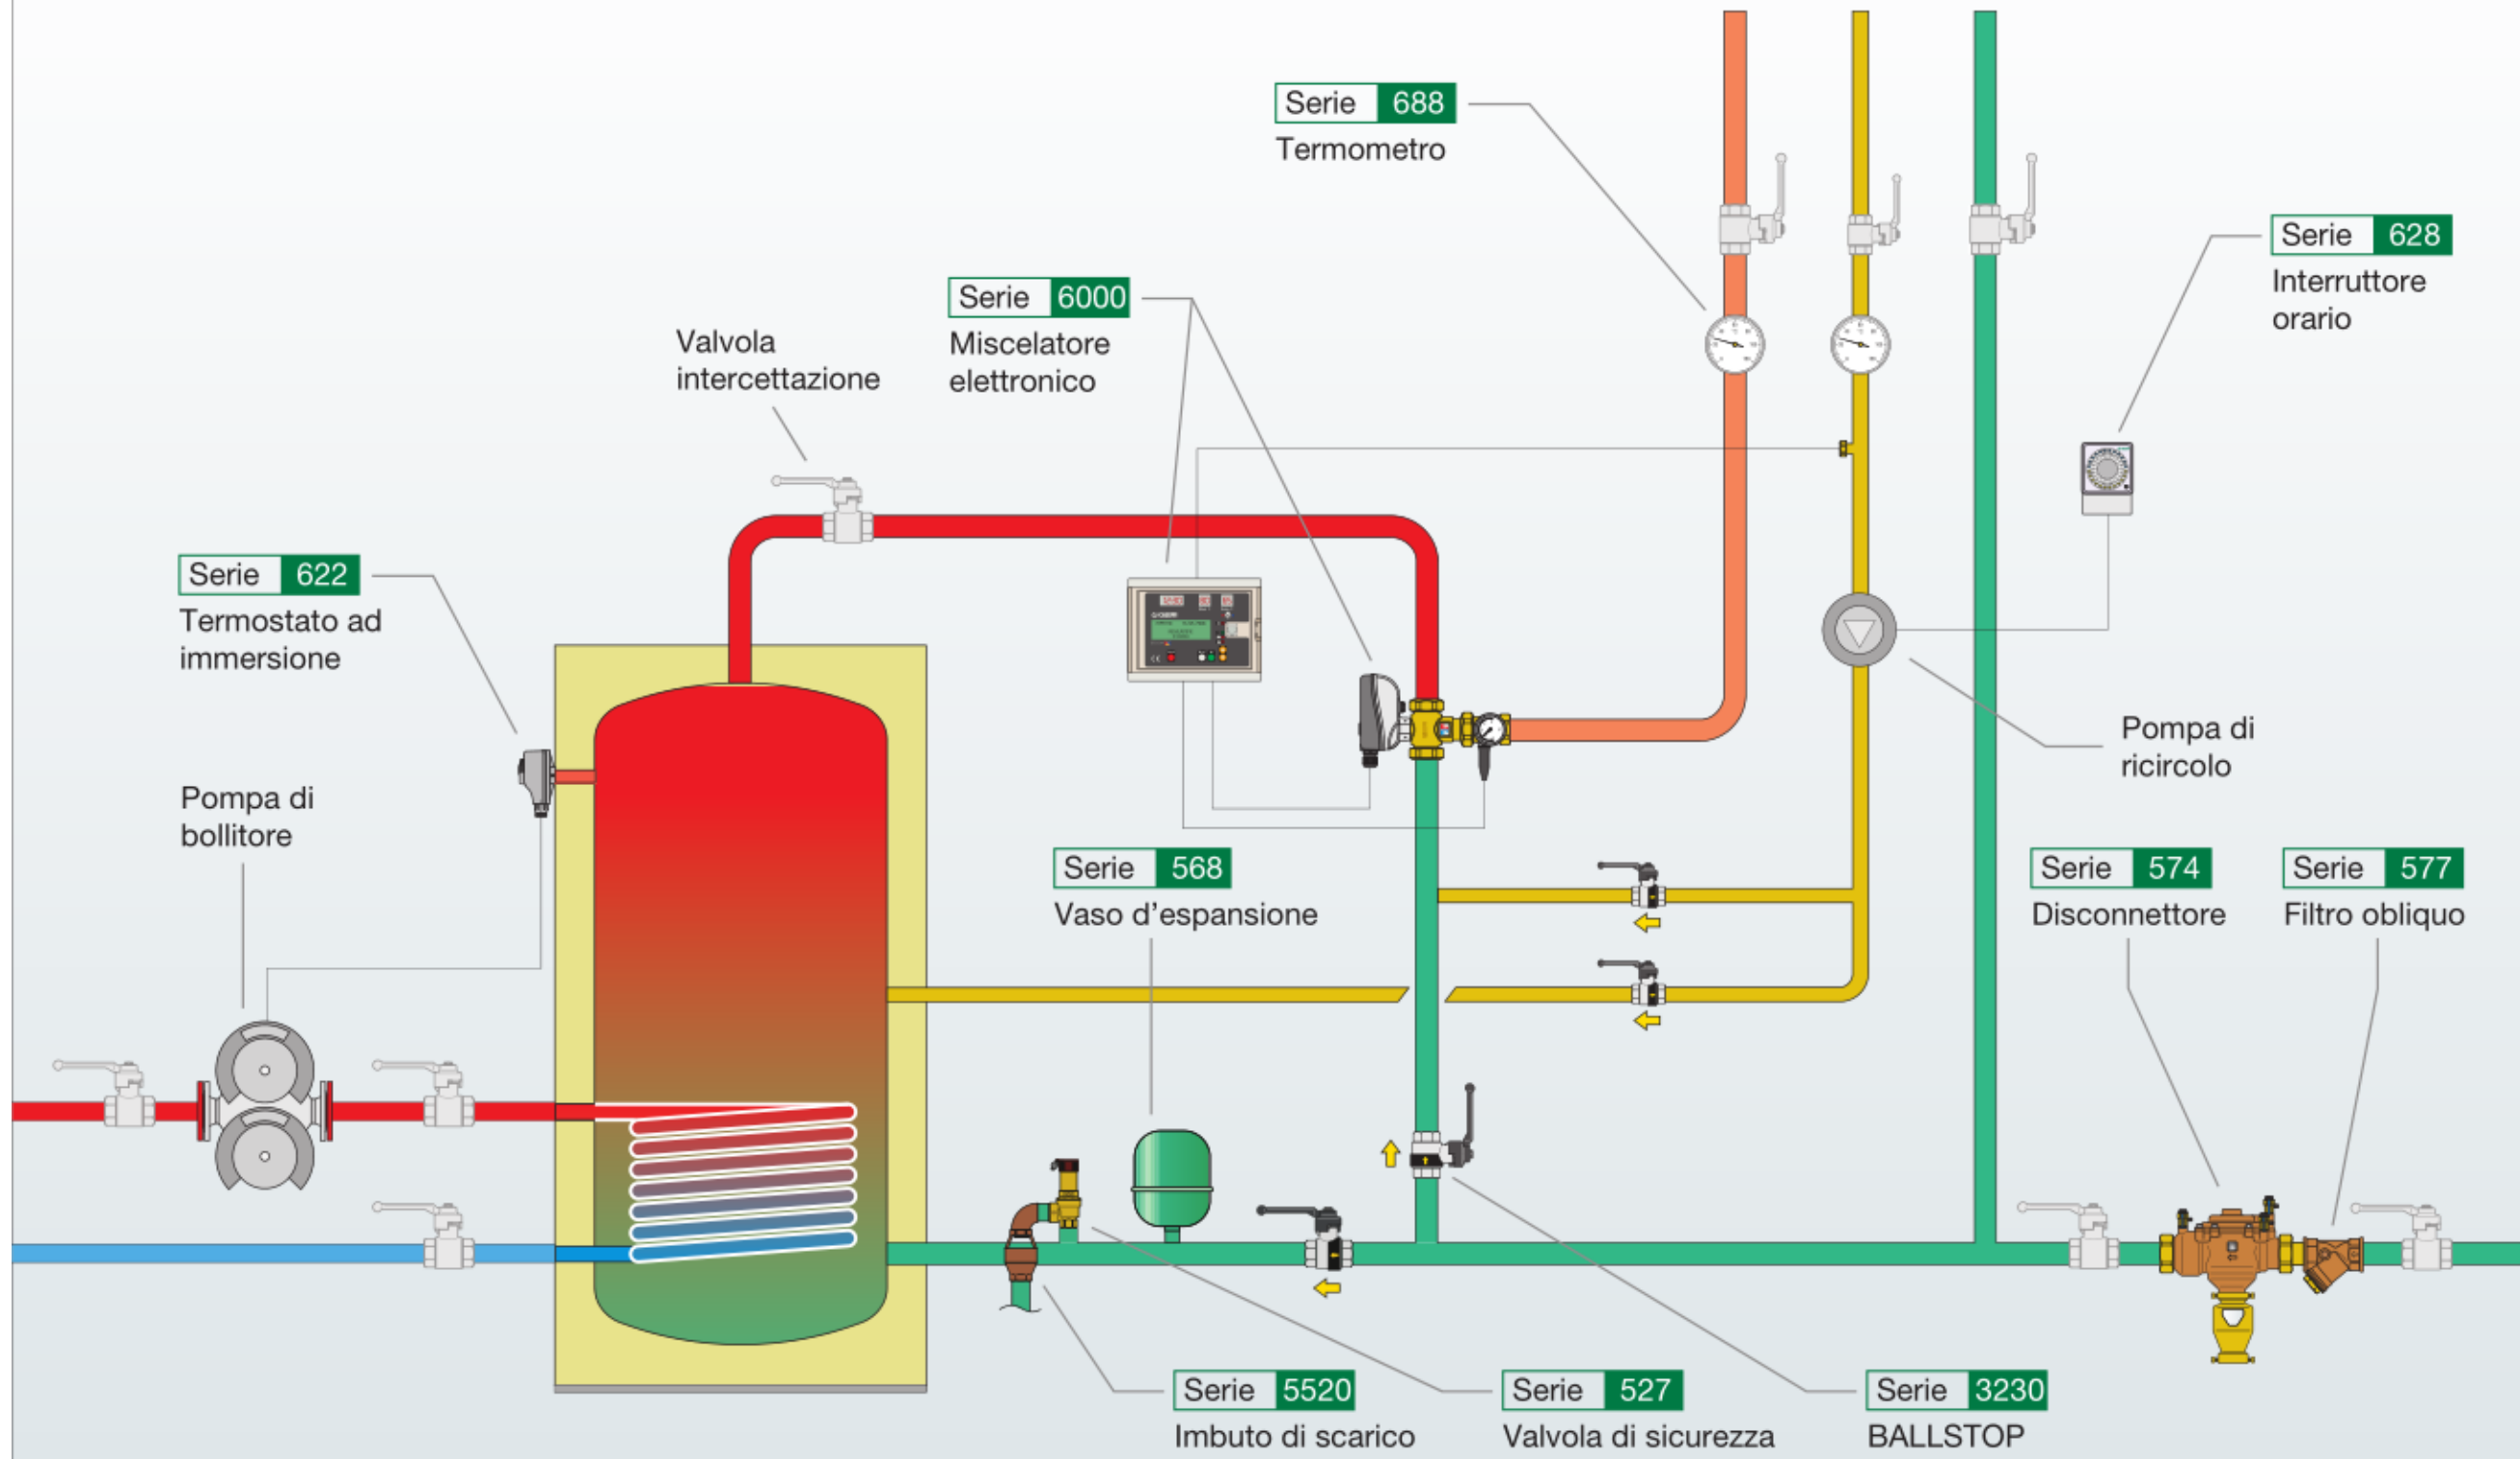 Serie 688
Termometro
Serie 628
Interruttore
orario
Serie 6000
Miscelatore
elettronico
Valvola
intercettazione
Serie 622
Termostato ad
immersione
Pompa di
ricircolo
Pompa di
bollitore
Serie 568
Vaso d'espansione
Serie 574
Disconnettore
Serie 577
Filtro obliquo
Serie 5520
Imbuto di scarico
Serie 527
Valvola di sicurezza
Serie 3230
BALLSTOP